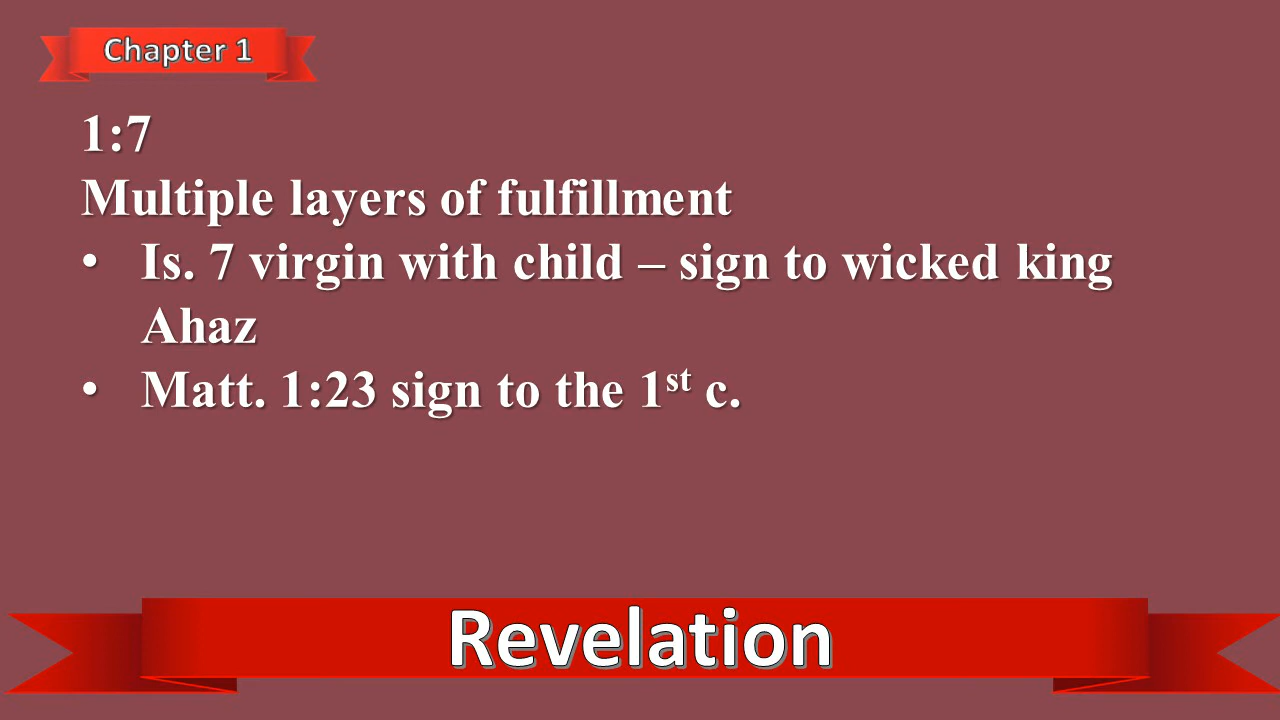 Chapter 1
1:7
Multiple layers of fulfillment
• Is. 7 virgin with child – sign to wicked king
Ahaz
• Matt. 1:23 sign to the 1st c.
Revelation